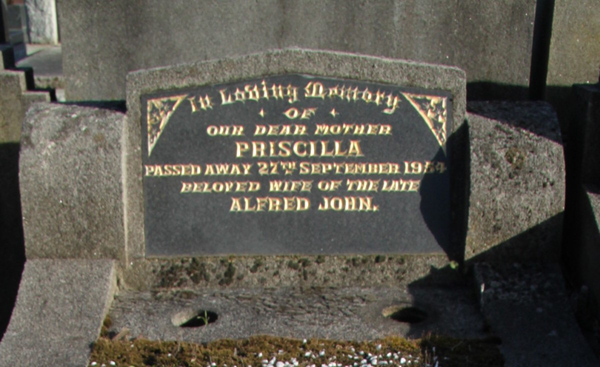 In Loving Memory
OF
OUR DEAR MOTHER
PRISCILLA
PASSED AWAY 27TH SEPTEMBER 1954
BELOVED WIFE OF THE LATE
ALFRED JOHN.